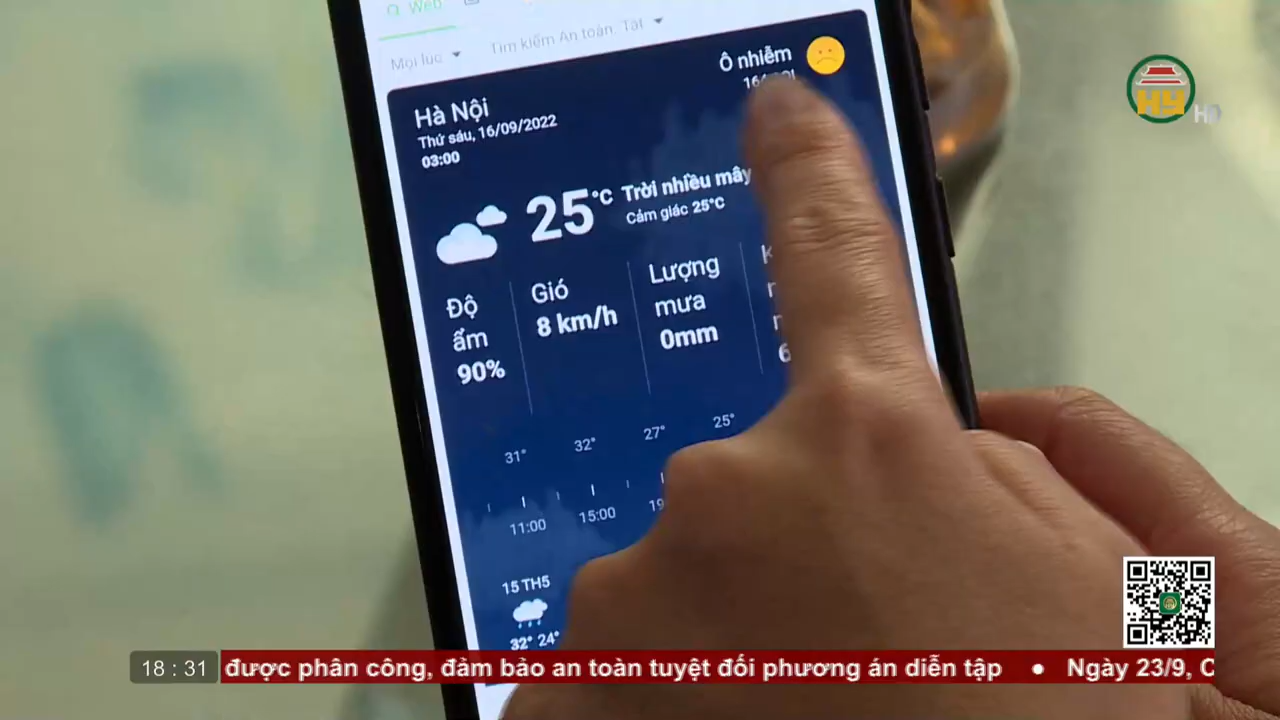 Web
Mọi lúc
Tìm kiếm An toàn: Tắt
Ô nhiễm
Hà Nội
Thứ sáu, 16/09/2022
03:00
25°C
Trời nhiều mây
Cảm giác 25°C
Độ ẩm
90%
Gió
8 km/h
Lượng mưa
0mm
31° 32° 27° 25°
11:00 15:00
15 TH5
32° 24°
HY
18 : 31
được phân công, đảm bảo an toàn tuyệt đối phương án diễn tập • Ngày 23/9,